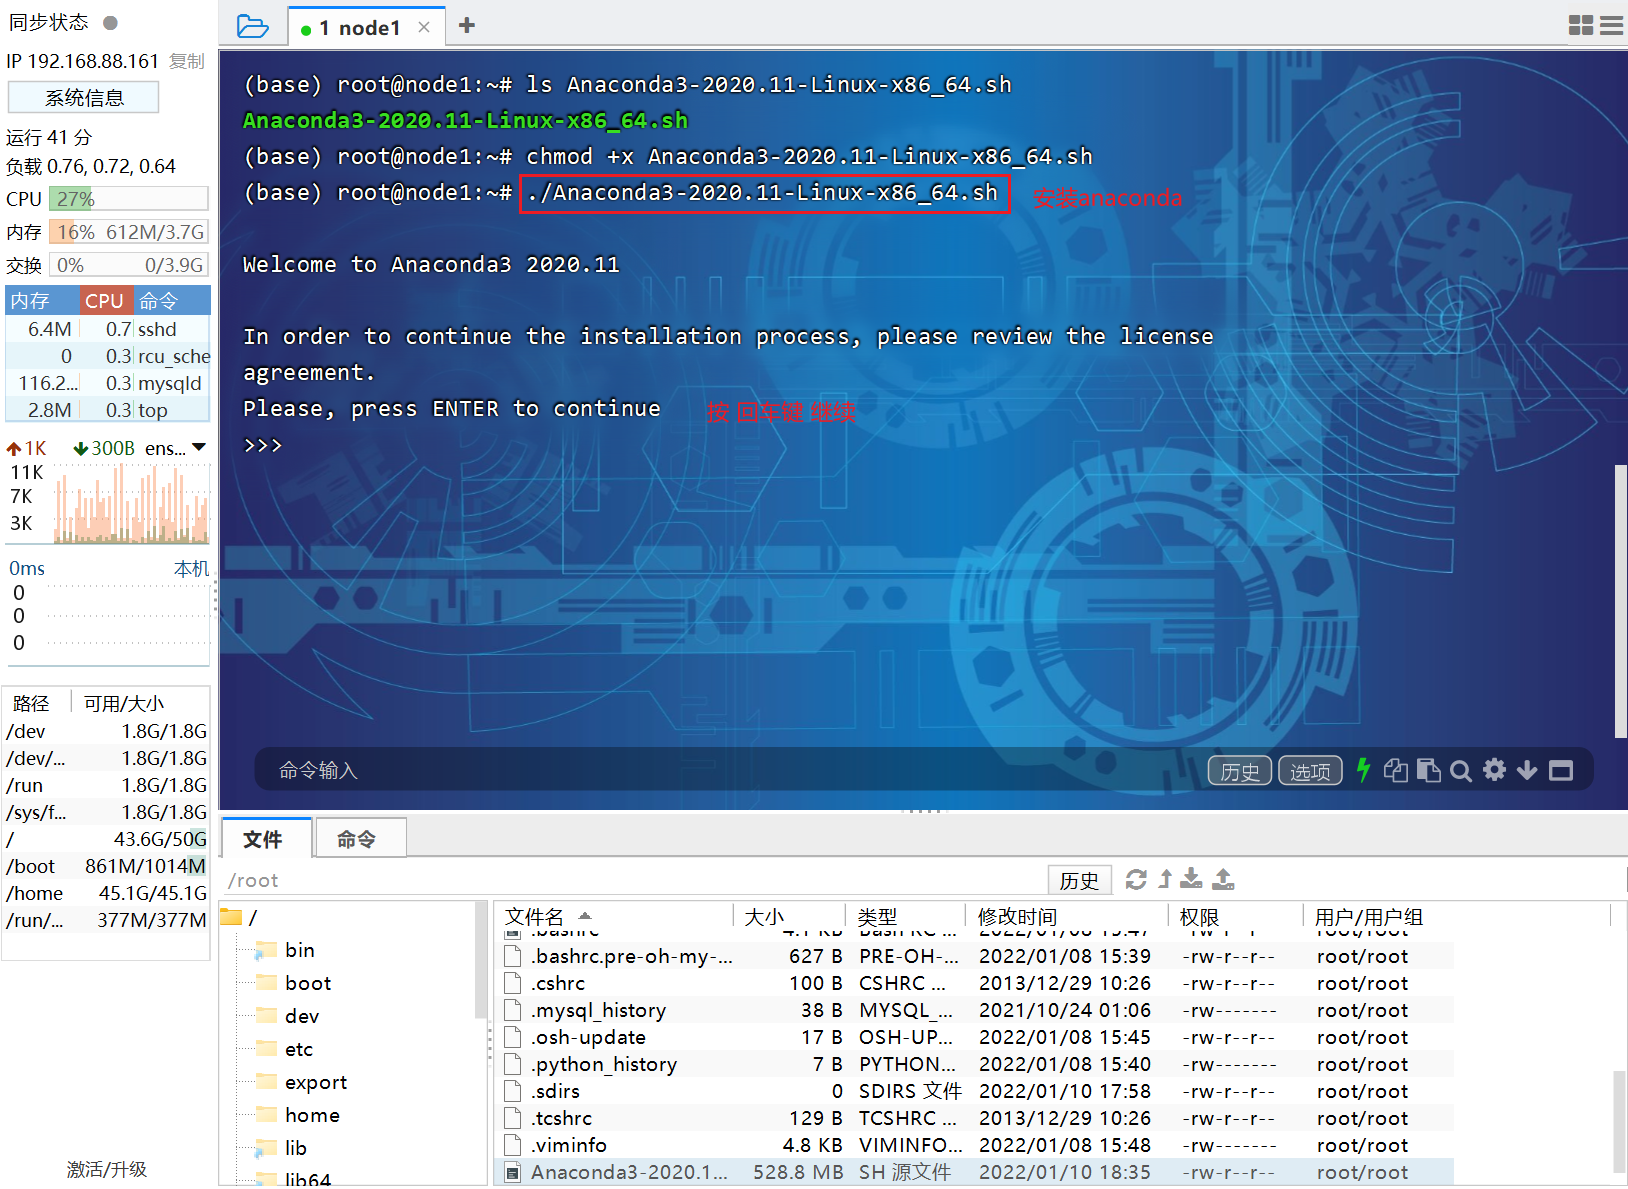 同步状态
IP 192.168.88.161 复制
系统信息
运行 41 分
负载 0.76, 0.72, 0.64
CPU 27%
内存 16% 612M/3.7G
交换 0% 0/3.9G
内存 CPU 命令
6.4M 0.7 sshd
0 0.3 rcu_sche
116.2... 0.3 mysqld
2.8M 0.3 top
1K 300B ens...
11K
7K
3K
0ms 本机
0
0
0
路径 可用/大小
/dev 1.8G/1.8G
/dev/... 1.8G/1.8G
/run 1.8G/1.8G
/sys/f... 1.8G/1.8G
/ 43.6G/50G
/boot 861M/1014M
/home 45.1G/45.1G
/run/... 377M/377M
激活/升级
1 node1 × +
(base) root@node1:~# ls Anaconda3-2020.11-Linux-x86_64.sh
Anaconda3-2020.11-Linux-x86_64.sh
(base) root@node1:~# chmod +x Anaconda3-2020.11-Linux-x86_64.sh
(base) root@node1:~# ./Anaconda3-2020.11-Linux-x86_64.sh 安装anaconda
Welcome to Anaconda3 2020.11
In order to continue the installation process, please review the license
agreement.
Please, press ENTER to continue 按 回车键 继续
>>>
命令输入 历史 选项
文件 命令
/root 历史
/
bin
boot
dev
etc
export
home
lib
lib64
文件名 大小 类型 修改时间 权限 用户/用户组
.bashrc 4.1 KB Bash RC ... 2022/01/08 15:47 -rw-r--r-- root/root
.bashrc.pre-oh-my-... 627 B PRE-OH-... 2022/01/08 15:39 -rw-r--r-- root/root
.cshrc 100 B CSHRC ... 2013/12/29 10:26 -rw-r--r-- root/root
.mysql_history 38 B MYSQL_... 2021/10/24 01:06 -rw------- root/root
.osh-update 17 B OSH-UP... 2022/01/08 15:45 -rw-r--r-- root/root
.python_history 7 B PYTHON... 2022/01/08 15:40 -rw------- root/root
.sdirs 0 SDIRS 文件 2022/01/10 17:58 -rw-r--r-- root/root
.tcshrc 129 B TCSHRC ... 2013/12/29 10:26 -rw-r--r-- root/root
.viminfo 4.8 KB VIMINFO... 2022/01/08 15:48 -rw------- root/root
Anaconda3-2020.1... 528.8 MB SH 源文件 2022/01/10 18:35 -rw-r--r-- root/root